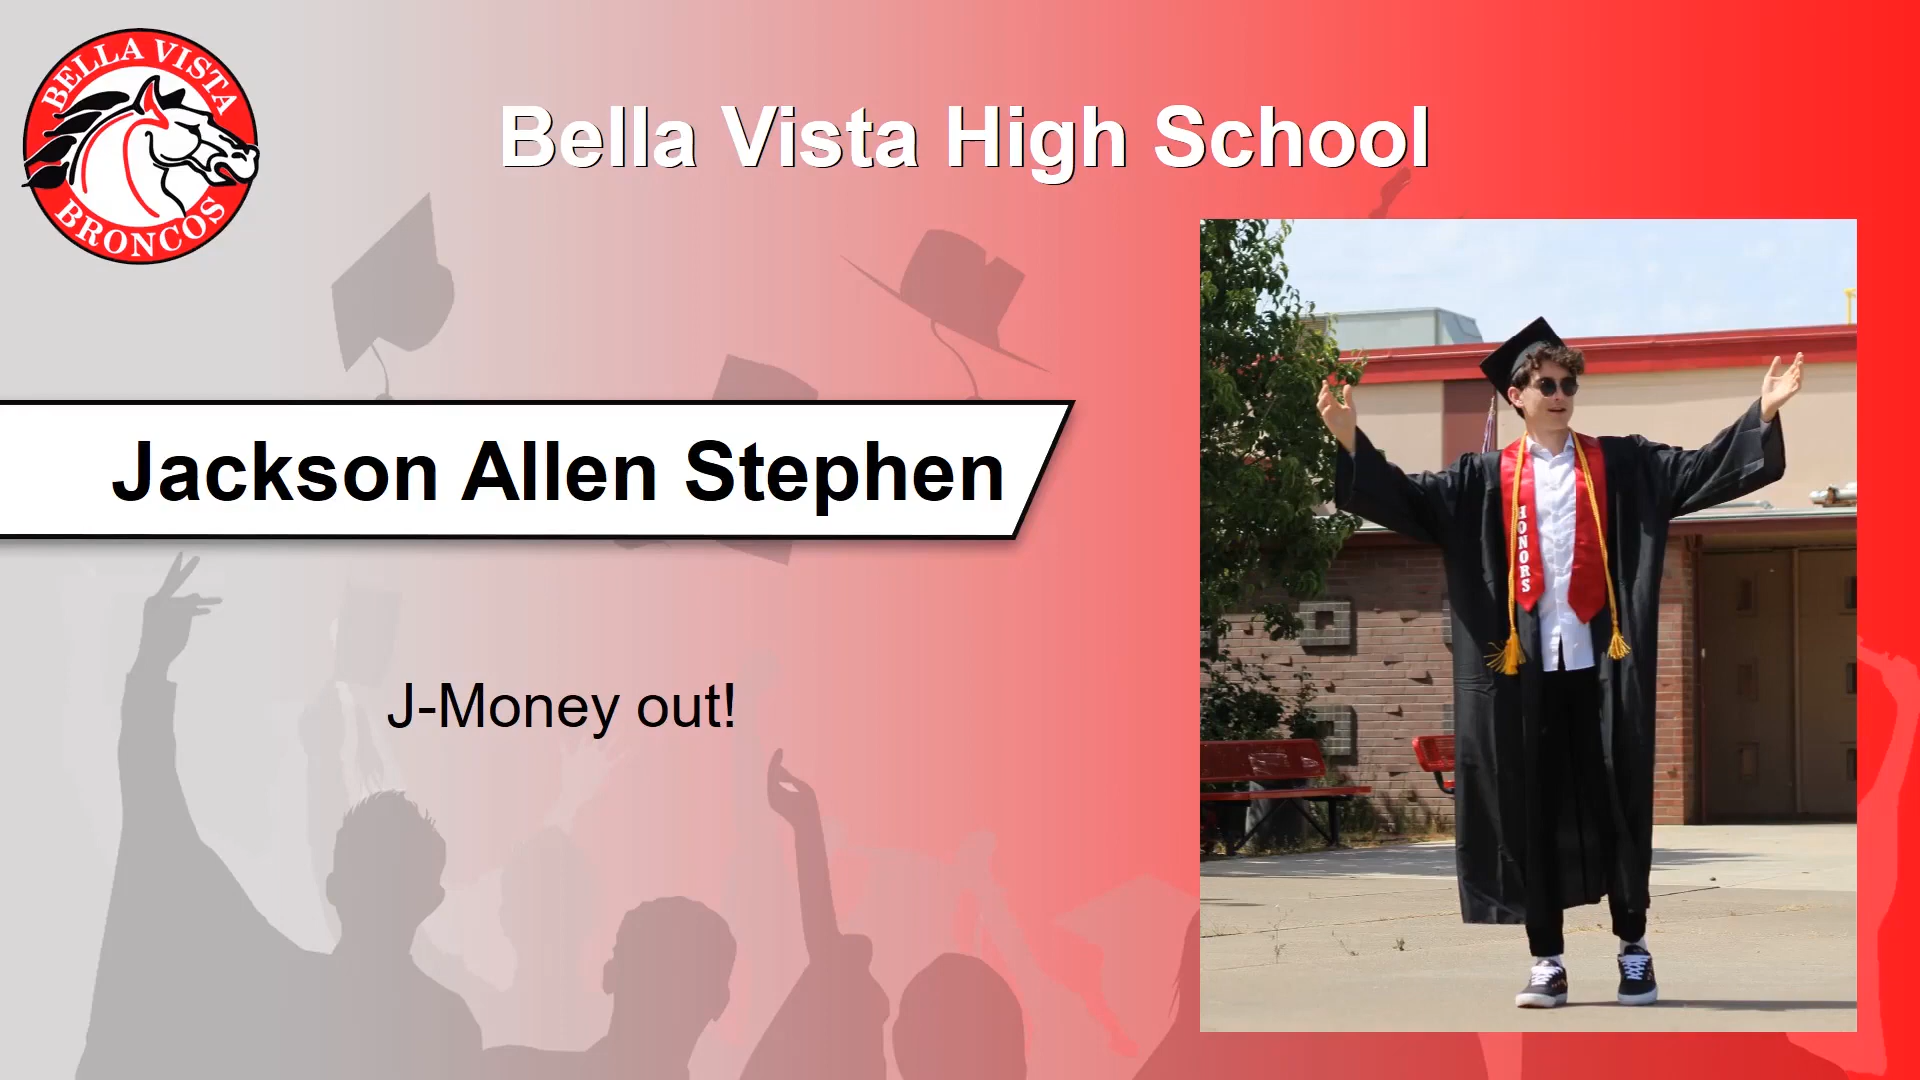 BELLA VISTA
BRONCOS
Bella Vista High School
Jackson Allen Stephen
J-Money out!
HONORS